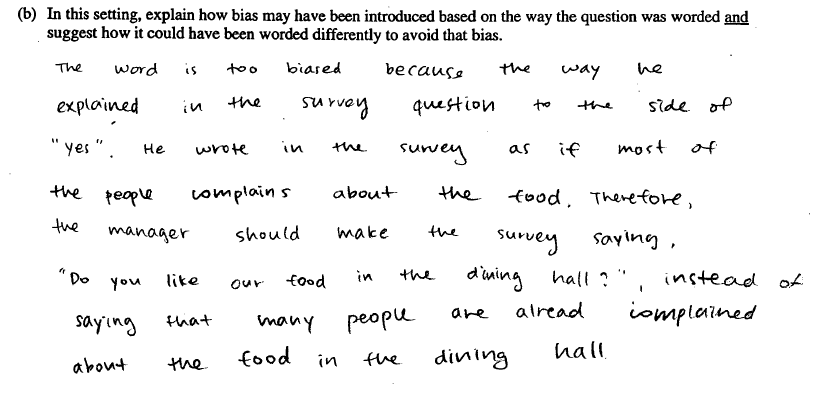 (b) In this setting, explain how bias may have been introduced based on the way the question was worded and
suggest how it could have been worded differently to avoid that bias.
The word is too biased because the way he
explained in the survey question to the side of
"yes". He wrote in the survey as if most of
the people complains about the food. Therefore,
the manager should make the survey saying,
"Do you like our food in the dining hall?", instead of
saying that many people are alread complained
about the food in the dining hall.